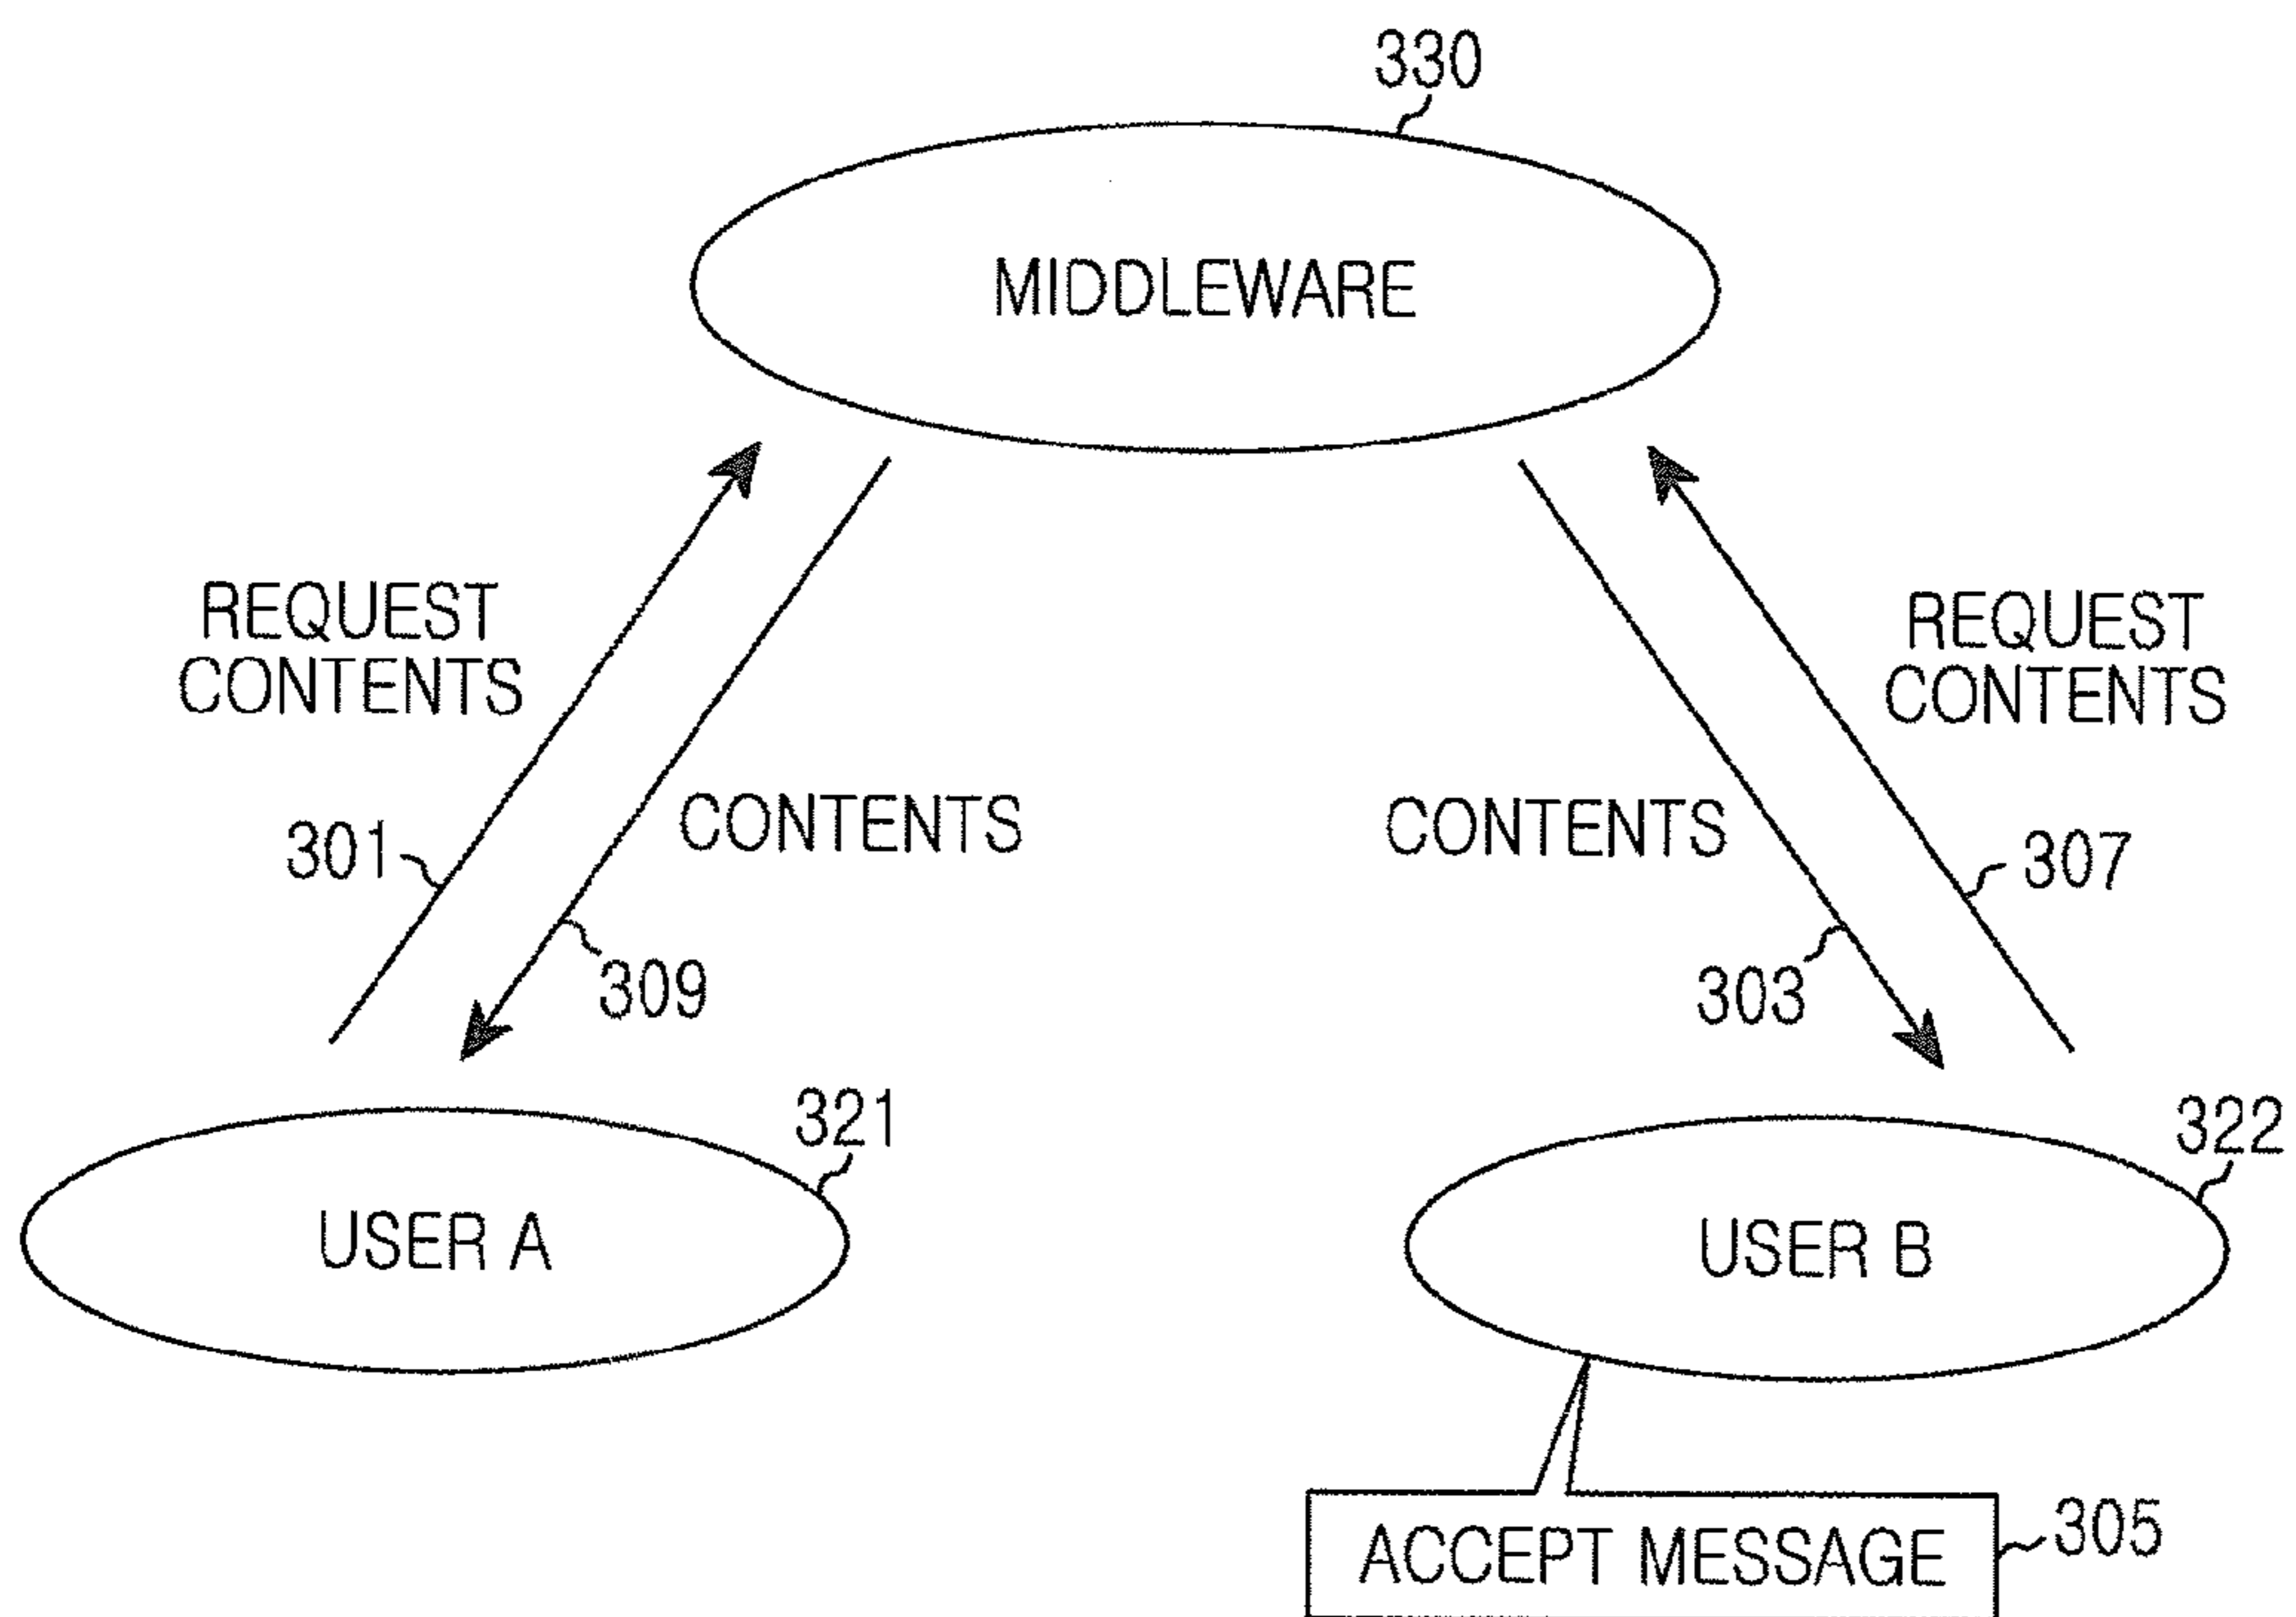 330
MIDDLEWARE
REQUEST
CONTENTS
REQUEST
CONTENTS
CONTENTS
CONTENTS
301
307
309
303
321
322
USER A
USER B
ACCEPT MESSAGE
305